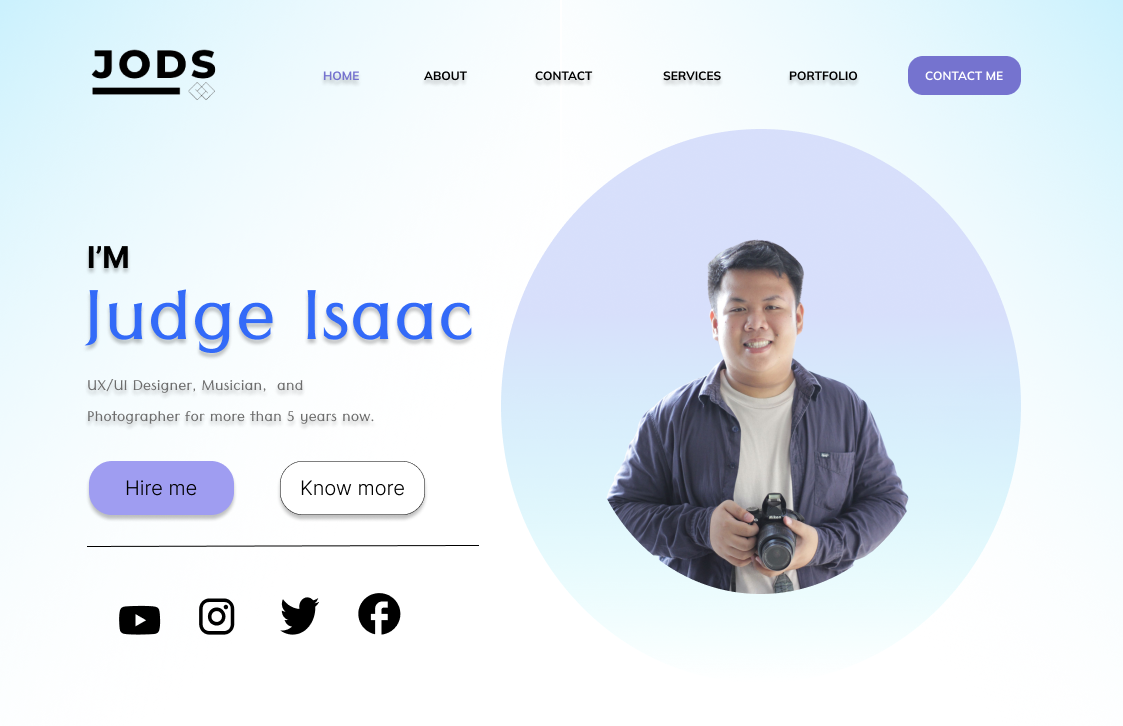 JODS
HOME
ABOUT
CONTACT
SERVICES
PORTFOLIO
CONTACT ME
I'M
Judge Isaac
UX/UI Designer, Musician, and
Photographer for more than 5 years now.
Hire me
Know more
Nikon